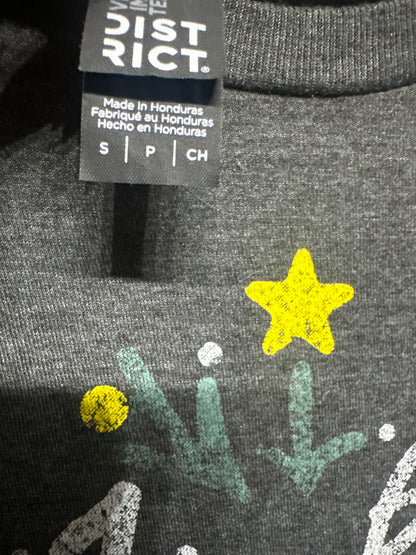 DIST
RICT.
Made in Honduras
Fabriqué au Honduras
Hecho en Honduras
S | P | CH